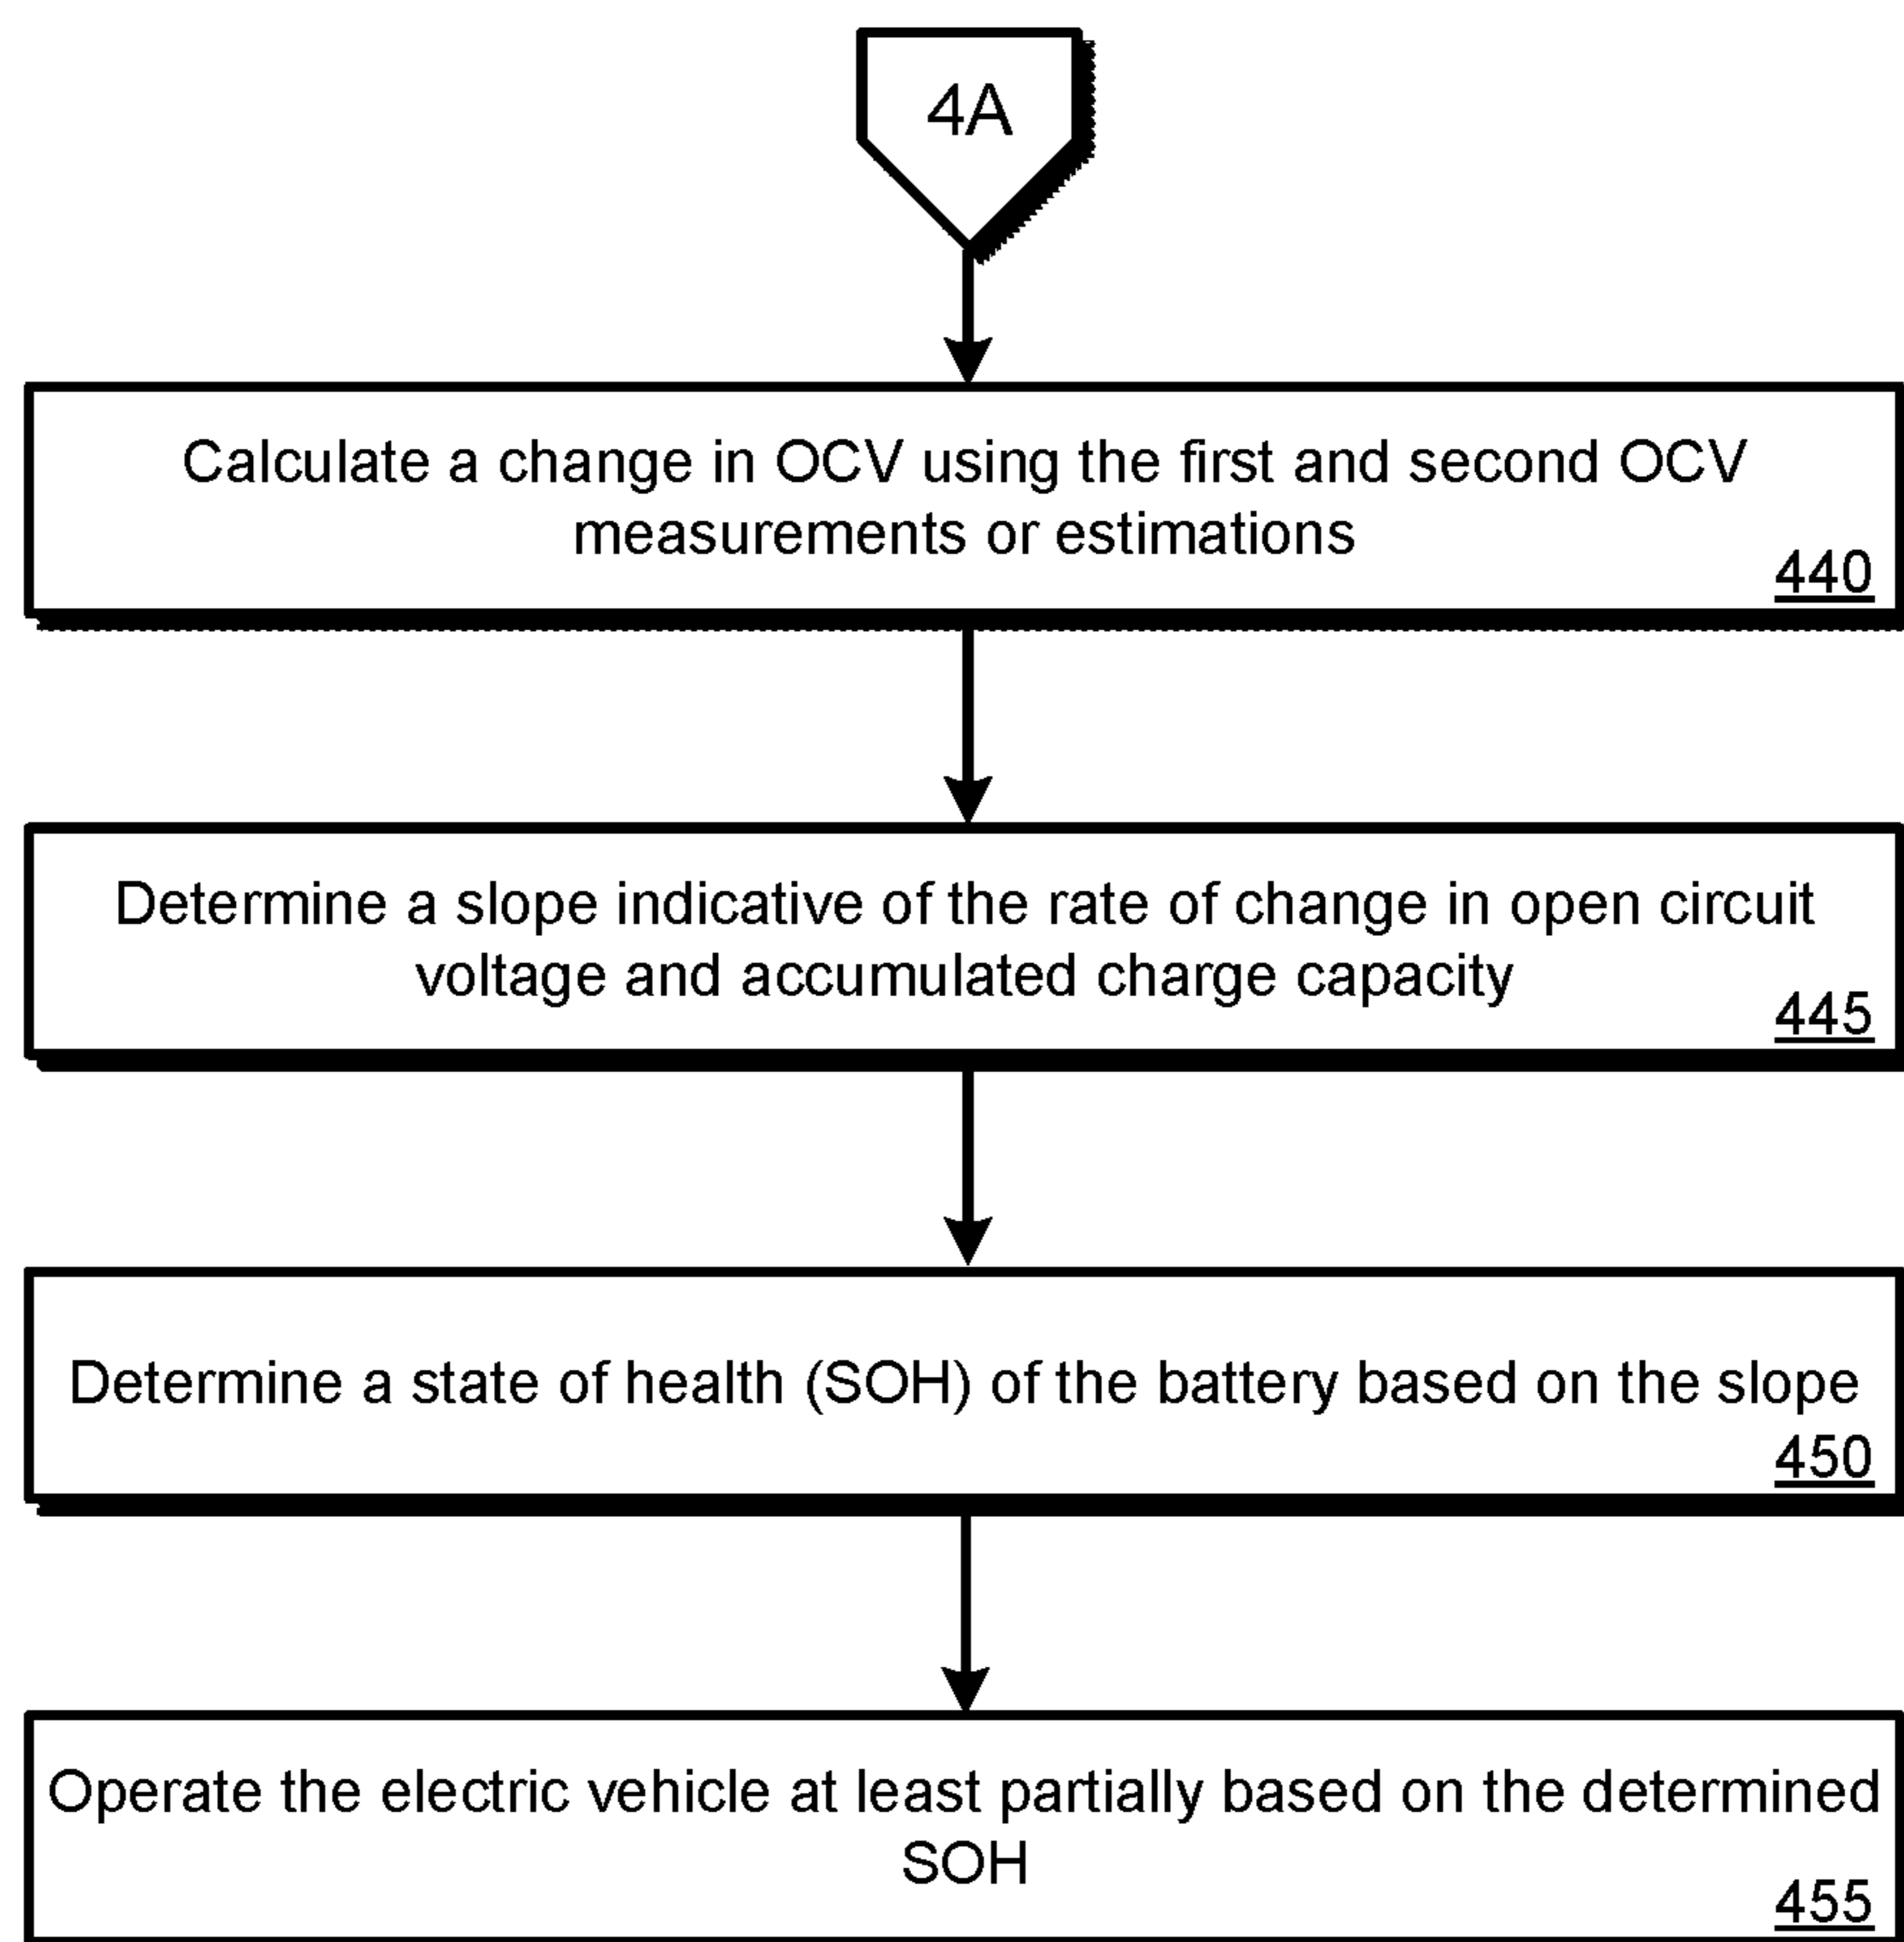 4A
Calculate a change in OCV using the first and second OCV
measurements or estimations
440
Determine a slope indicative of the rate of change in open circuit
voltage and accumulated charge capacity
445
Determine a state of health (SOH) of the battery based on the slope
450
Operate the electric vehicle at least partially based on the determined
SOH
455